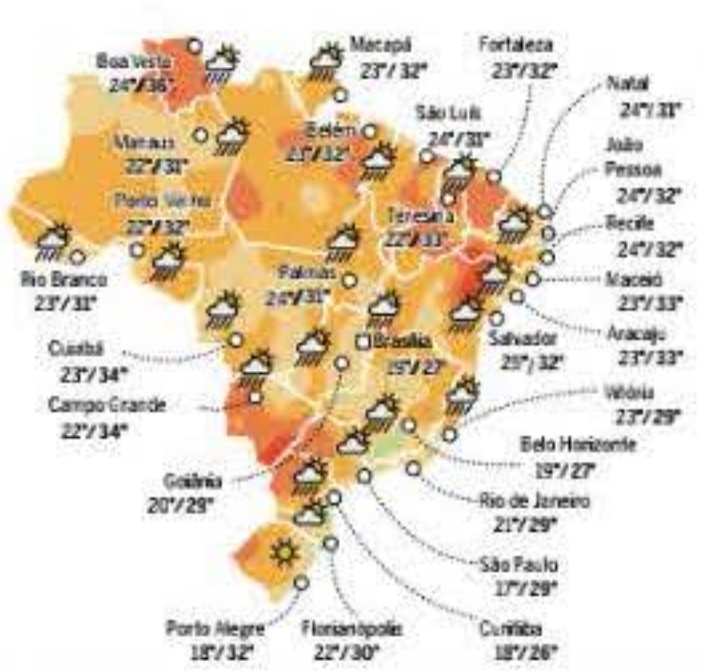 Boa Vista
24°/36°
Macapá
23°/32°
Fortaleza
23°/32°
Natal
24°/31°
São Luís
24°/31°
João
Pessoa
24°/32°
Manaus
22°/31°
Belém
23°/32°
Recife
24°/32°
Porto Velho
22°/32°
Teresina
22°/33°
Rio Branco
23°/31°
Palmas
24°/31°
Maceió
23°/33°
Salvador
25°/32°
Aracaju
23°/33°
Cuiabá
23°/34°
Brasília
19°/27°
Campo Grande
22°/34°
Vitória
23°/29°
Belo Horizonte
19°/27°
Goiânia
20°/29°
Rio de Janeiro
21°/29°
São Paulo
17°/29°
Porto Alegre
18°/32°
Florianópolis
22°/30°
Curitiba
18°/26°